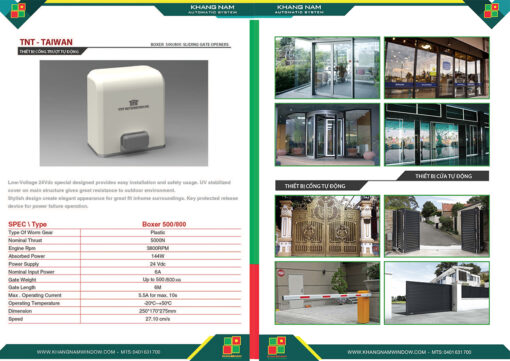 KHANG NAM
AUTOMATIC SYSTEM
TNT - TAIWAN
BOXER 500/800 SLIDING GATE OPENERS
THIẾT BỊ CỔNG TRƯỢT TỰ ĐỘNG
Low-Voltage 24Vdc special designed provides easy installation and safety usage. UV stabilized
cover on main structure gives great resistance to outdoor environment.
Stylish design create elegant appearance for great fit inhome surroundings. Key protected release
device for power failure operation.
SPEC \ Type Boxer 500/800
Type Of Worm Gear Plastic
Nominal Thrust 5000N
Engine Rpm 3800RPM
Absorbed Power 144W
Power Supply 24 Vdc
Nominal Input Power 6A
Gate Weight Up to 500/800 KG
Gate Length 6M
Max . Operating Current 5.5A for max. 10s
Operating Temperature -20ºC~+50ºC
Dimension 250*170*275mm
Speed 27.10 cm/s
WWW.KHANGNAMWINDOW.COM - MTS: 0401631700
KHANG NAM
AUTOMATIC SYSTEM
THIẾT BỊ CỬA TỰ ĐỘNG
THIẾT BỊ CỔNG TỰ ĐỘNG
WWW.KHANGNAMWINDOW.COM - MTS: 0401631700